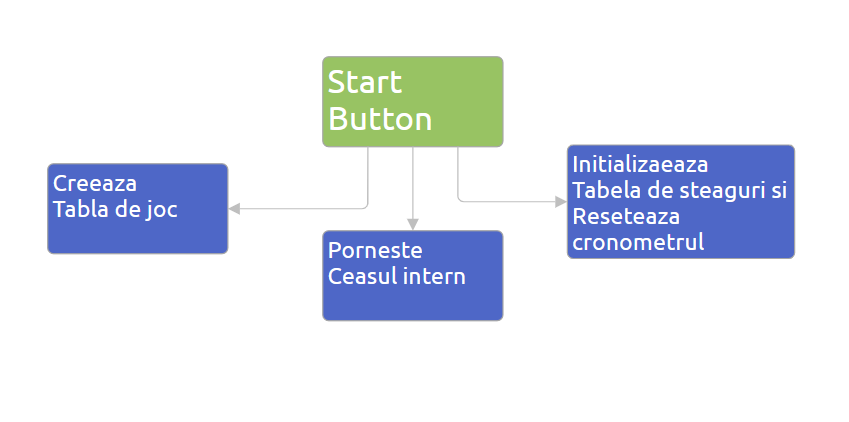 Start
Button
Creeaza
Tabla de joc
Porneste
Ceasul intern
Initializaeaza
Tabela de steaguri si
Reseteaza
cronometrul